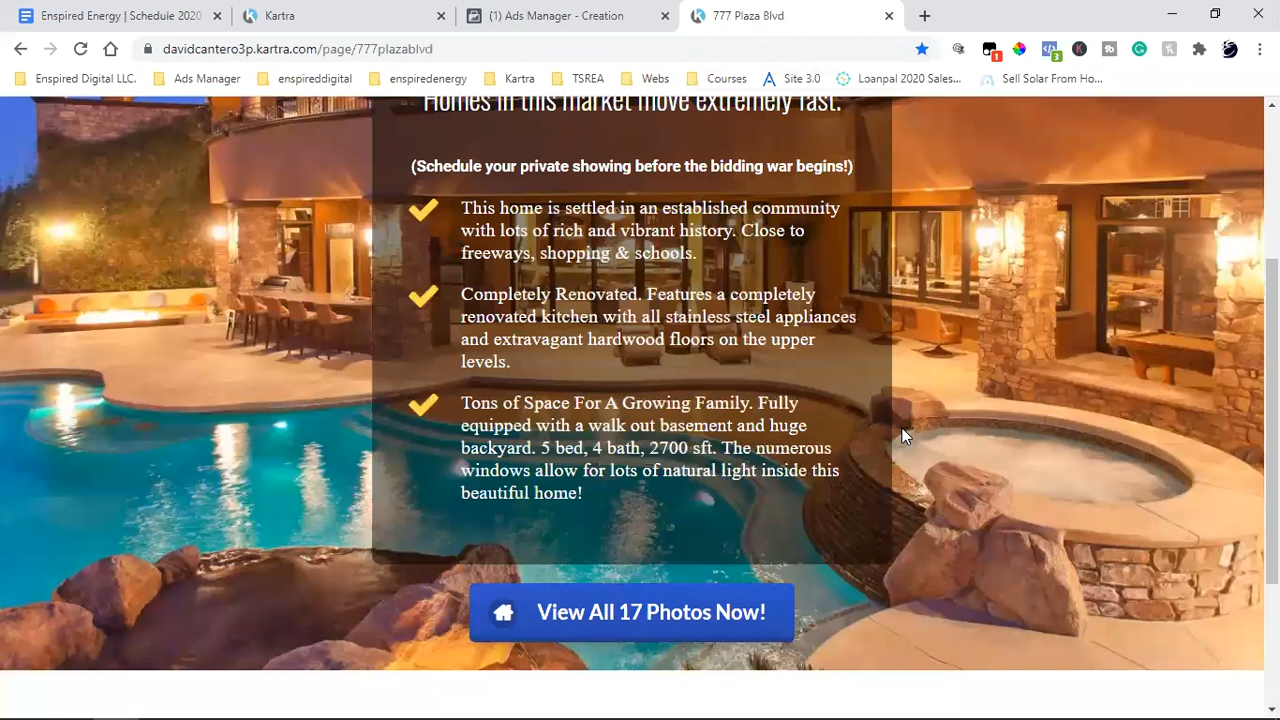 Enspired Energy | Schedule 2020
Kartra
(1) Ads Manager - Creation
777 Plaza Blvd
davidcantero3p.kartra.com/page/777plazablvd
1
3
Enspired Digital LLC.
Ads Manager
enspireddigital
enspiredenergy
Kartra
TSREA
Webs
Courses
Site 3.0
Loanpal 2020 Sales...
Sell Solar From Ho...
Homes in this market move extremely fast.
(Schedule your private showing before the bidding war begins!)
This home is settled in an established community
with lots of rich and vibrant history. Close to
freeways, shopping & schools.
Completely Renovated. Features a completely
renovated kitchen with all stainless steel appliances
and extravagant hardwood floors on the upper
levels.
Tons of Space For A Growing Family. Fully
equipped with a walk out basement and huge
backyard. 5 bed, 4 bath, 2700 sft. The numerous
windows allow for lots of natural light inside this
beautiful home!
View All 17 Photos Now!